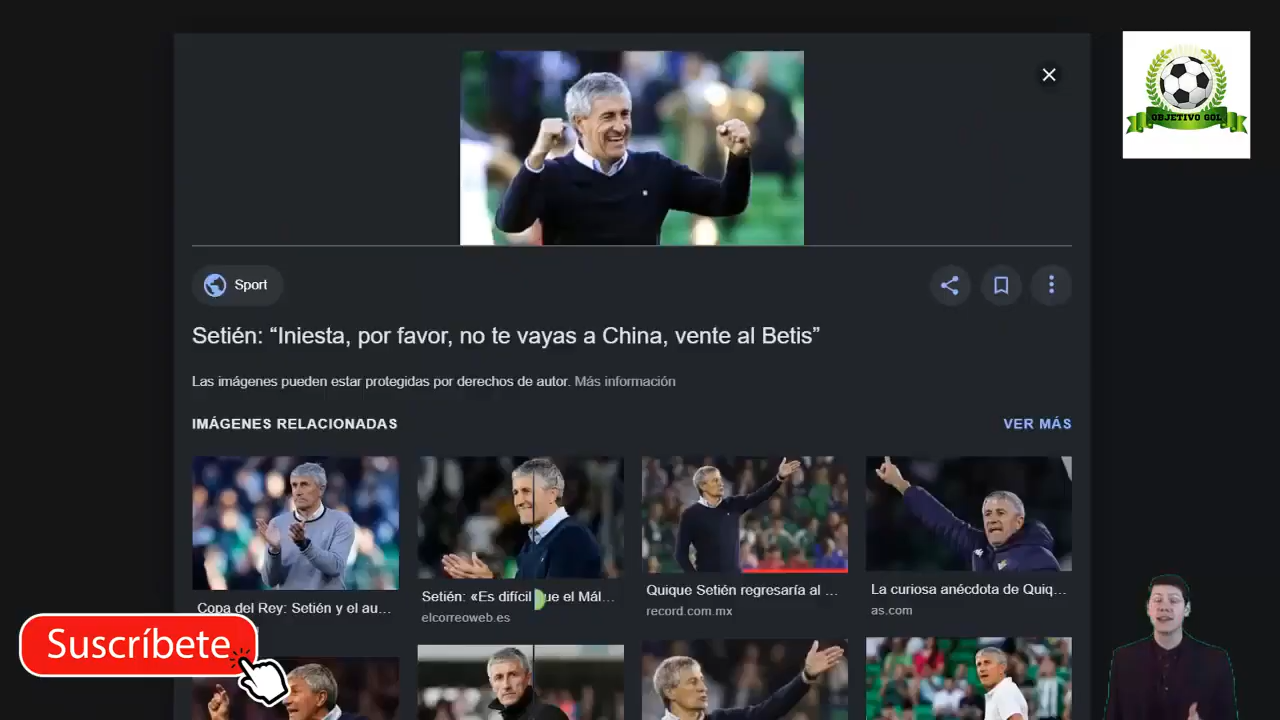 OBJETIVO GOL
Sport
Setién: “Iniesta, por favor, no te vayas a China, vente al Betis”
Las imágenes pueden estar protegidas por derechos de autor. Más información
IMÁGENES RELACIONADAS
VER MÁS
Copa del Rey: Setién y el au...
Setién: «Es difícil que el Mál...
elcorreoweb.es
Quique Setién regresaría al ...
record.com.mx
La curiosa anécdota de Quiq...
as.com
Suscríbete